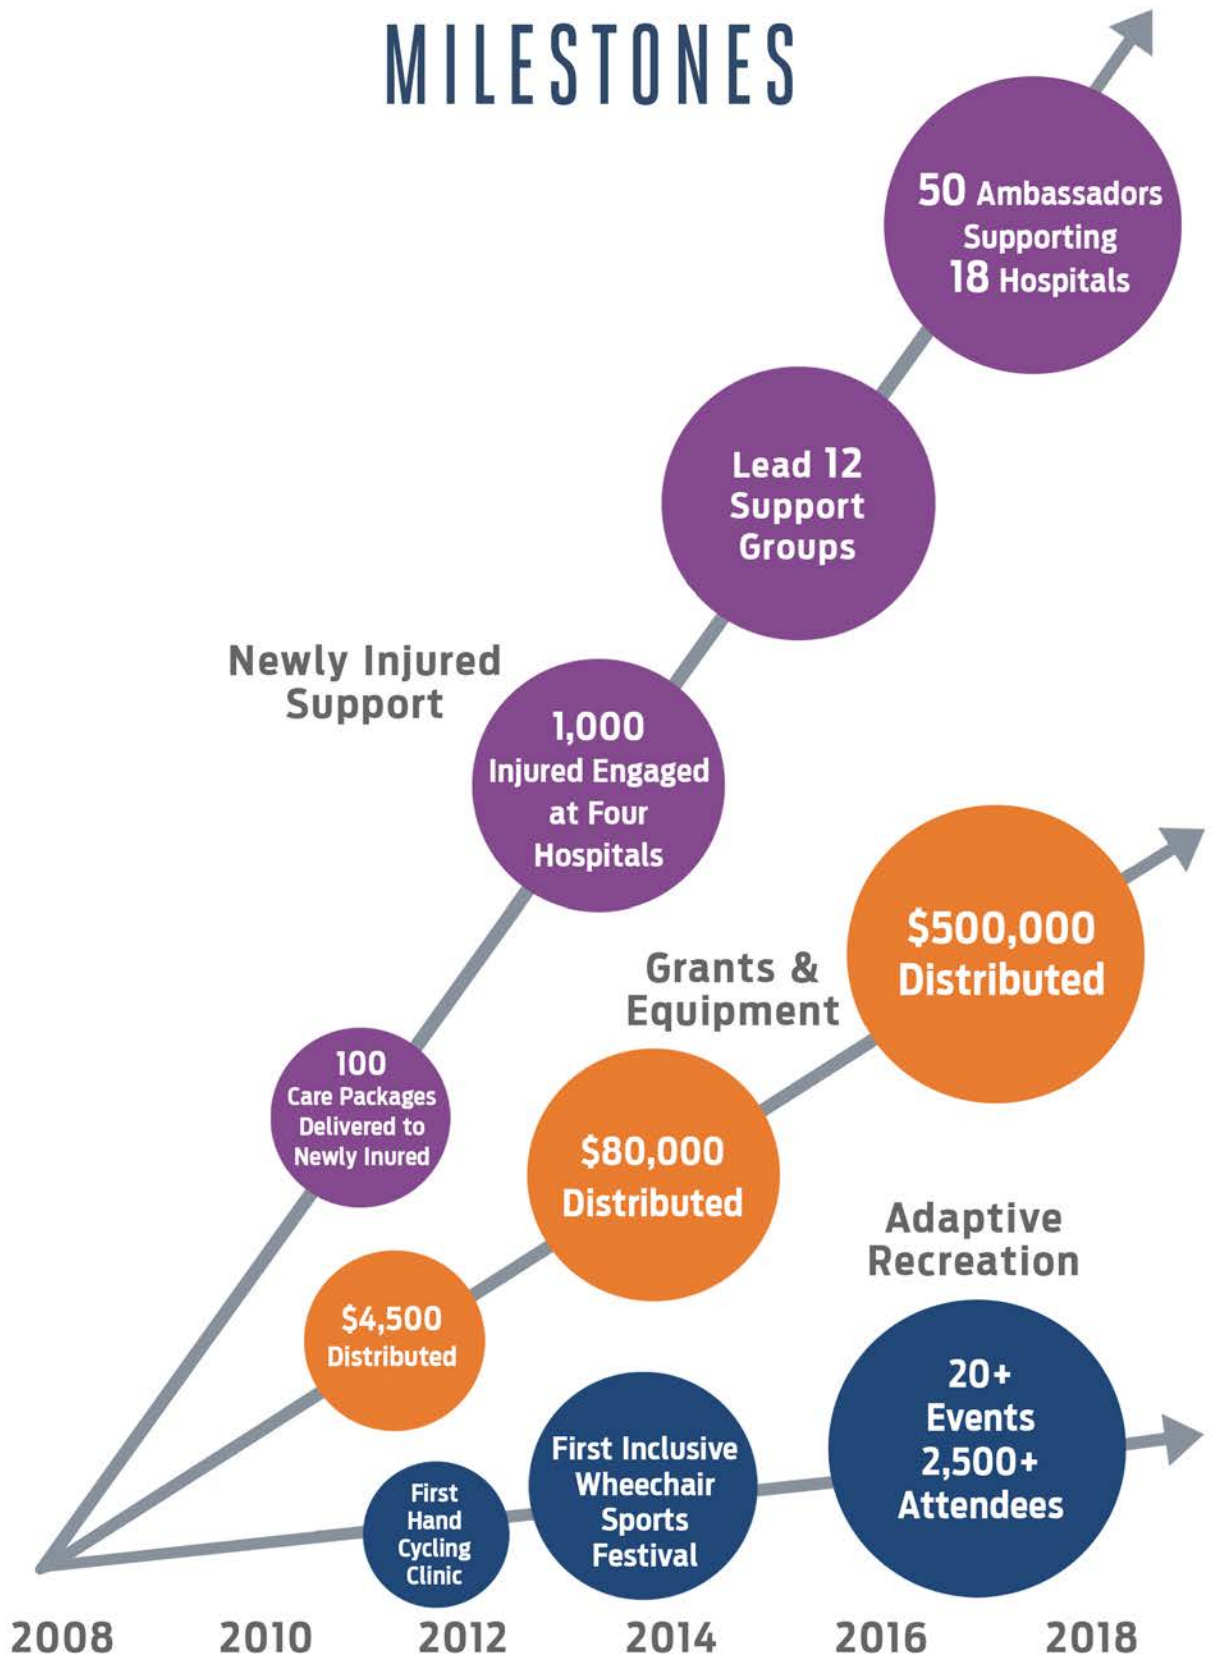 MILESTONES
50 Ambassadors
Supporting
18 Hospitals
Lead 12
Support
Groups
Newly Injured
Support
1,000
Injured Engaged
at Four
Hospitals
100
Care Packages
Delivered to
Newly Inured
Grants &
Equipment
$500,000
Distributed
$80,000
Distributed
$4,500
Distributed
Adaptive
Recreation
20+
Events
2,500+
Attendees
First Inclusive
Wheechair
Sports
Festival
First
Hand
Cycling
Clinic
2008 2010 2012 2014 2016 2018